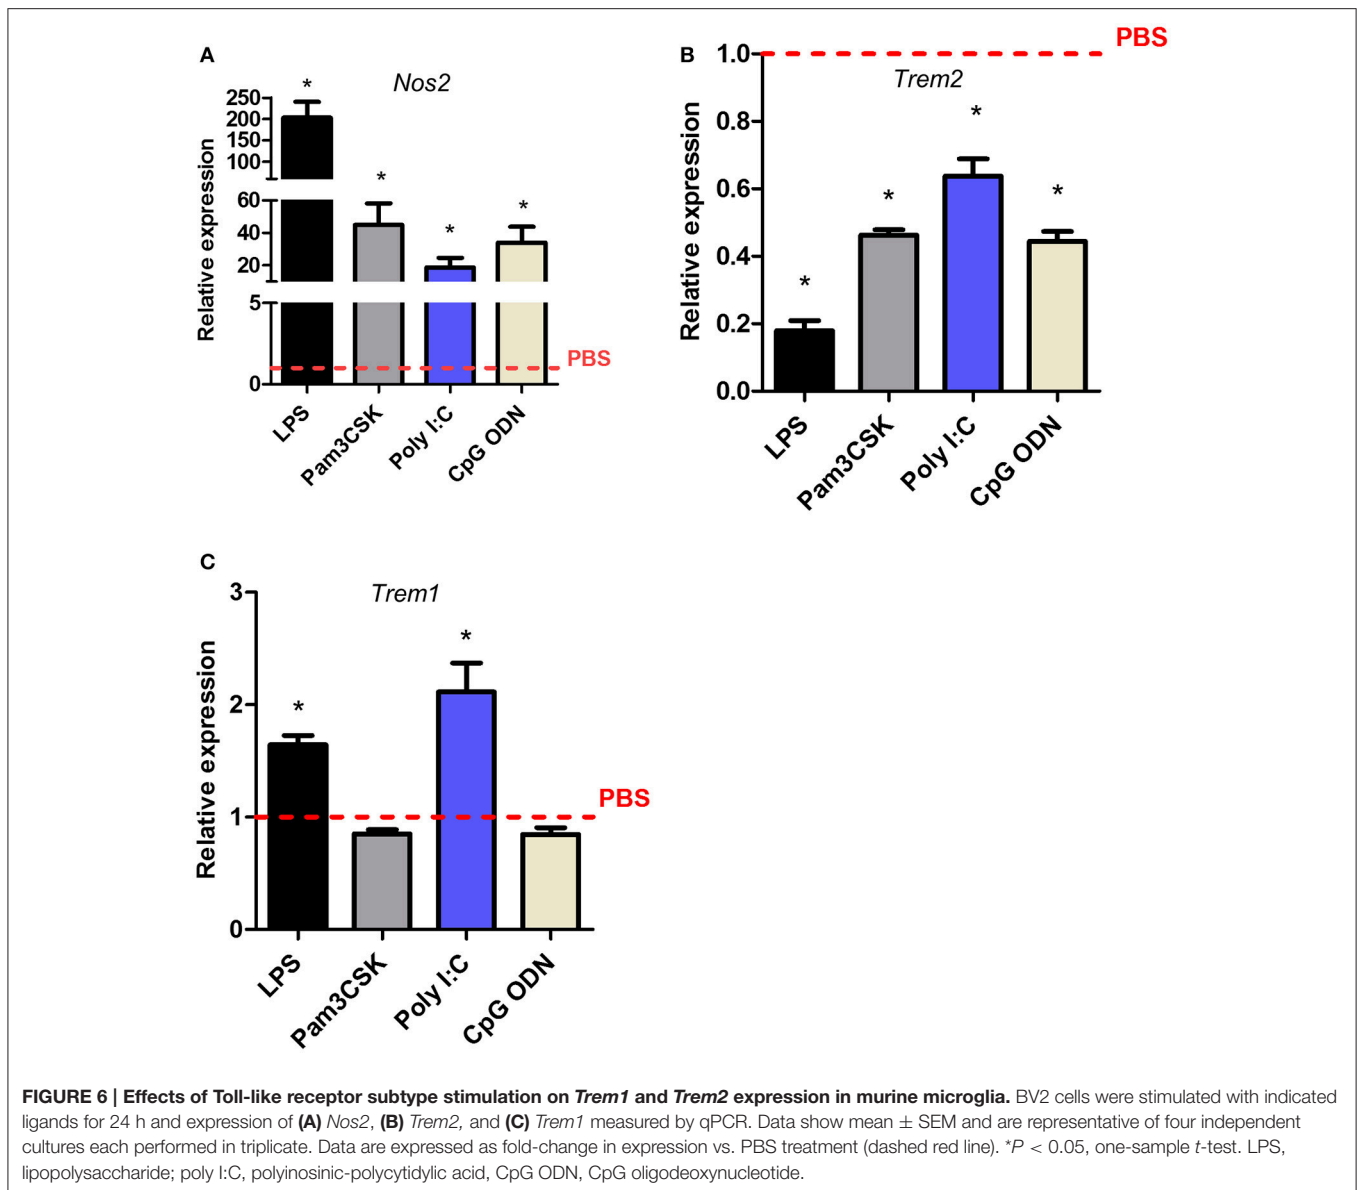 A
Nos2
*
*
*
*
Relative expression
250
200
150
100
60
40
20
5
0
PBS
LPS
Pam3CSK
Poly I:C
CpG ODN
B
Trem2
PBS
*
*
*
*
Relative expression
1.0
0.8
0.6
0.4
0.2
0.0
LPS
Pam3CSK
Poly I:C
CpG ODN
C
Trem1
*
*
Relative expression
3
2
1
0
PBS
LPS
Pam3CSK
Poly I:C
CpG ODN
FIGURE 6 | Effects of Toll-like receptor subtype stimulation on Trem1 and Trem2 expression in murine microglia. BV2 cells were stimulated with indicated
ligands for 24 h and expression of (A) Nos2, (B) Trem2, and (C) Trem1 measured by qPCR. Data show mean ± SEM and are representative of four independent
cultures each performed in triplicate. Data are expressed as fold-change in expression vs. PBS treatment (dashed red line). *P < 0.05, one-sample t-test. LPS,
lipopolysaccharide; poly I:C, polyinosinic-polycytidylic acid, CpG ODN, CpG oligodeoxynucleotide.